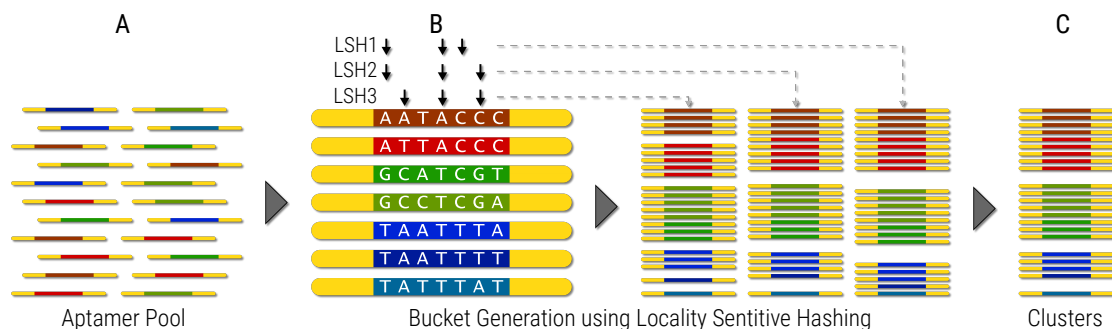 A
B
C
LSH1
LSH2
LSH3
AATACCC
ATTACCC
GCATCGT
GCCTCGA
TAATTTA
TAATTTT
TATTTAT
Aptamer Pool
Bucket Generation using Locality Sentitive Hashing
Clusters